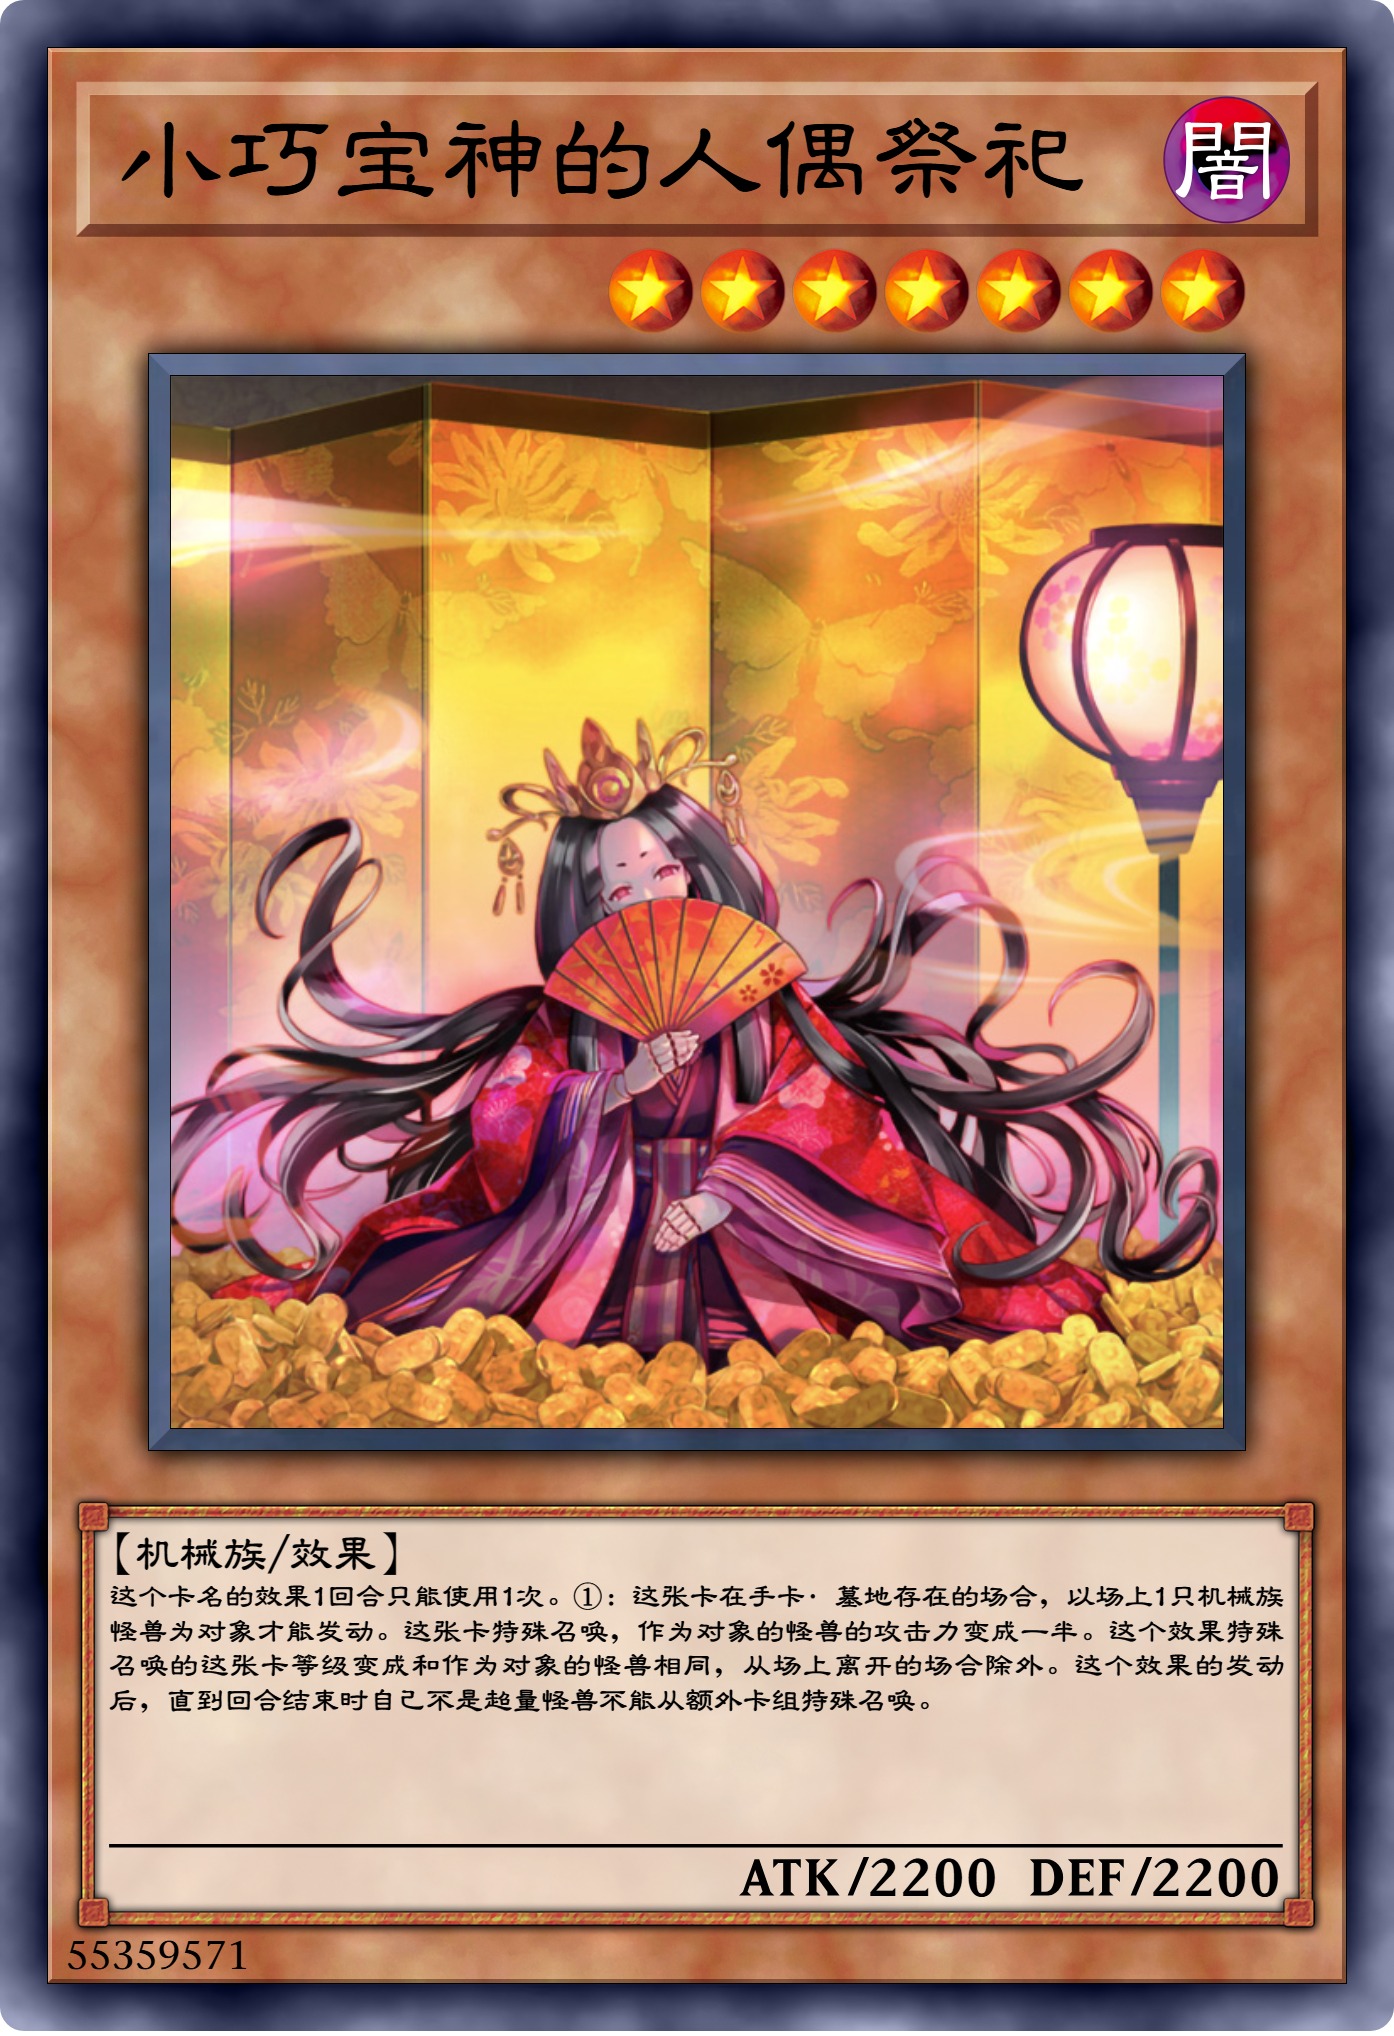 小巧宝神的人偶祭祀
闇
【机械族/效果】
这个卡名的效果1回合只能使用1次。①：这张卡在手卡·墓地存在的场合，以场上1只机械族
怪兽为对象才能发动。这张卡特殊召唤，作为对象的怪兽的攻击力变成一半。这个效果特殊
召唤的这张卡等级变成和作为对象的怪兽相同，从场上离开的场合除外。这个效果的发动
后，直到回合结束时自己不是超量怪兽不能从额外卡组特殊召唤。
ATK/2200 DEF/2200
55359571